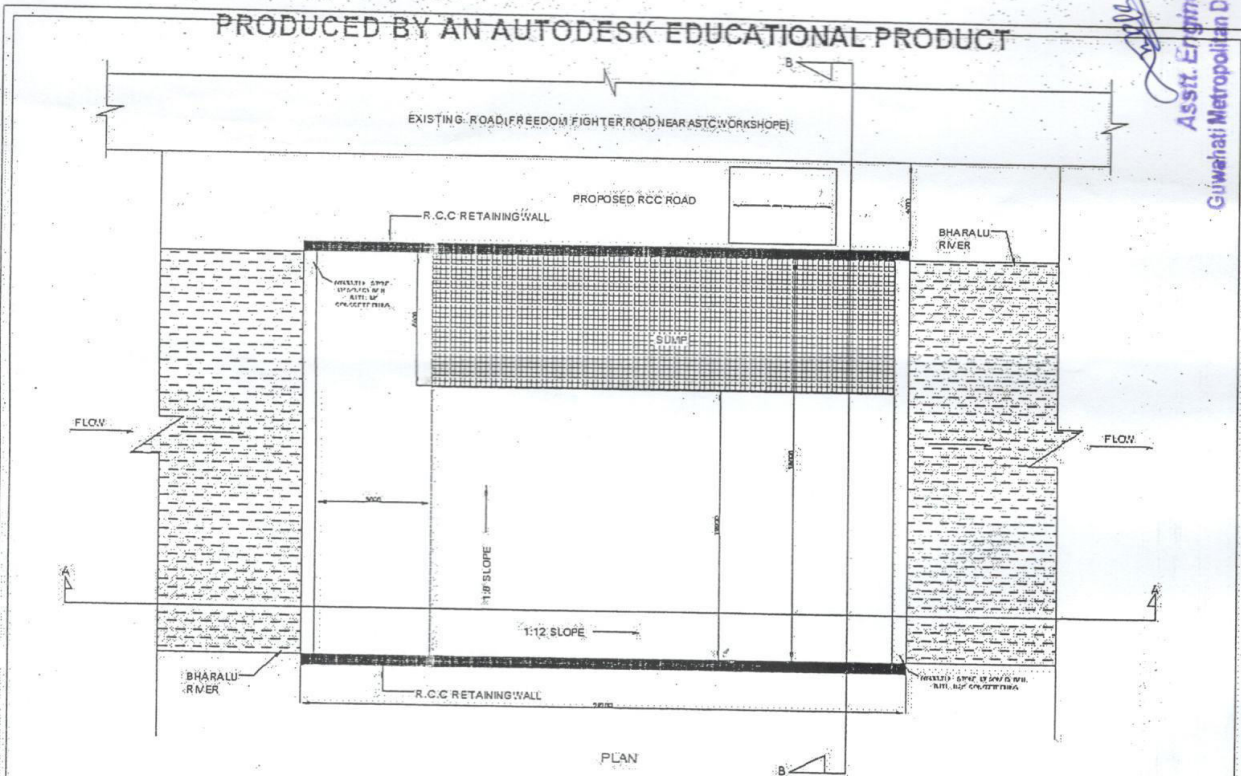 PRODUCED BY AN AUTODESK EDUCATIONAL PRODUCT
Asstt. Engin
Guwahati Metropolitan D
B
EXISTING ROAD(FREEDOM FIGHTER ROAD NEAR ASTC WORKSHOPE)
PROPOSED RCC ROAD
R.C.C RETAINING WALL
BHARALU
RIVER
SUMP
FLOW
FLOW
1:8 SLOPE
A
A
1:12 SLOPE
BHARALU
RIVER
R.C.C RETAINING WALL
PLAN
B